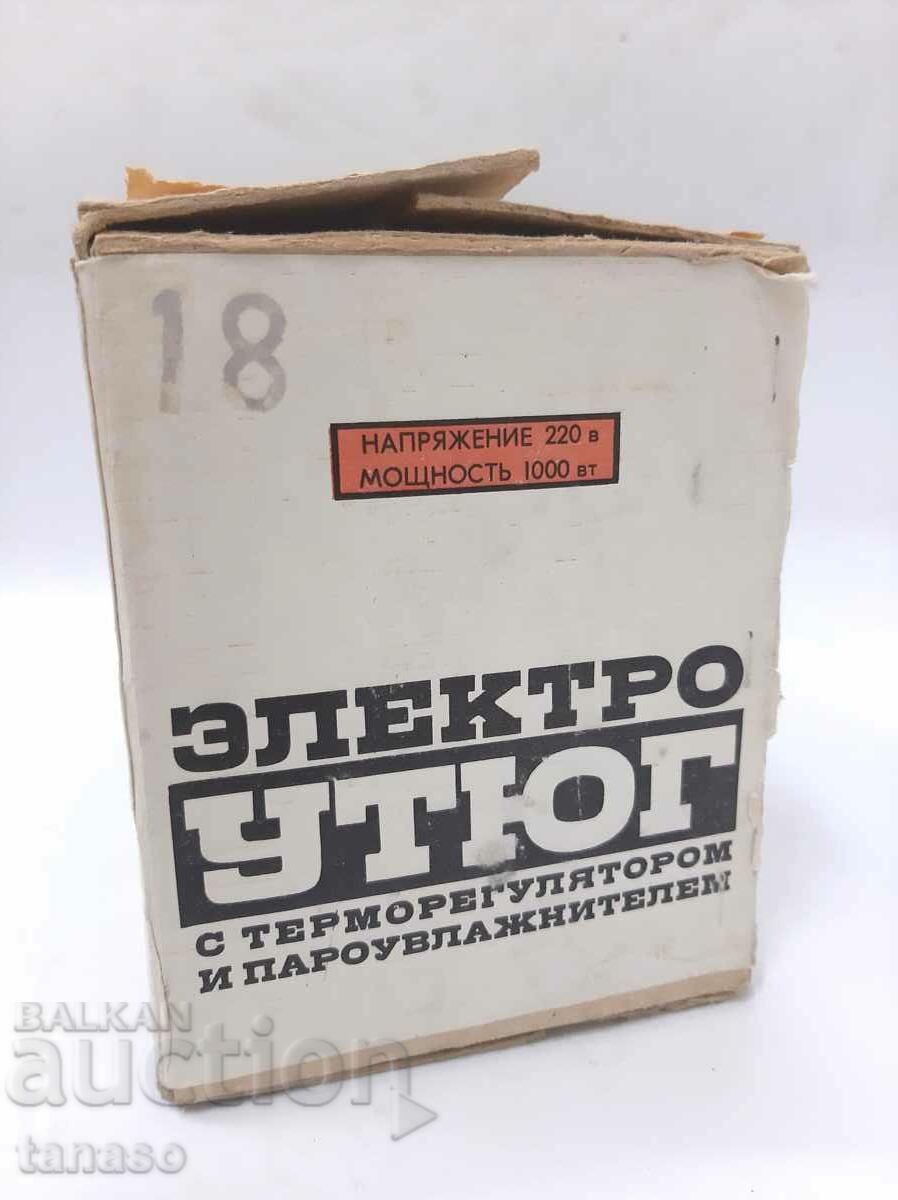 18
НАПРЯЖЕНИЕ 220 в
МОЩНОСТЬ 1000 вт
ЭЛЕКТРО
УТЮГ
С ТЕРМОРЕГУЛЯТОРОМ
И ПАРОУВЛАЖНИТЕЛЕМ
BALKAN
auction
tanaso